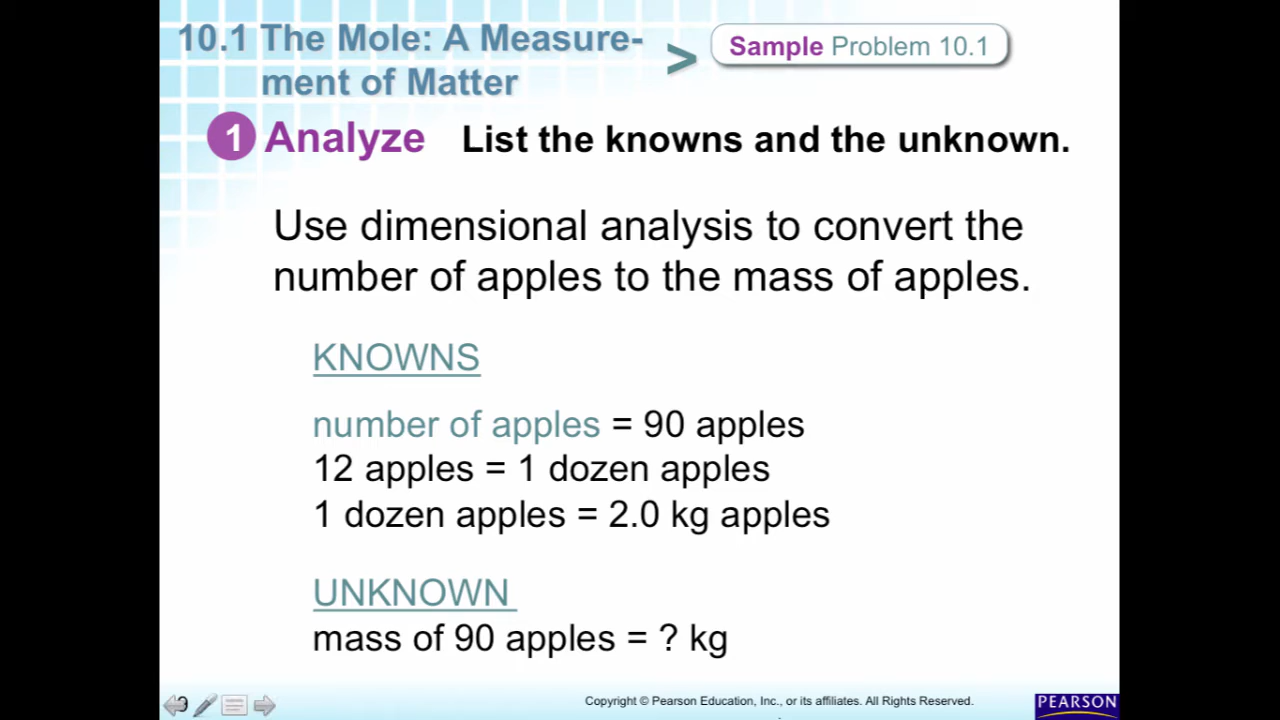 10.1 The Mole: A Measure-
ment of Matter
>
Sample Problem 10.1
1 Analyze List the knowns and the unknown.
Use dimensional analysis to convert the
number of apples to the mass of apples.
KNOWNS
number of apples = 90 apples
12 apples = 1 dozen apples
1 dozen apples = 2.0 kg apples
UNKNOWN
mass of 90 apples = ? kg
Copyright © Pearson Education, Inc., or its affiliates. All Rights Reserved.
PEARSON